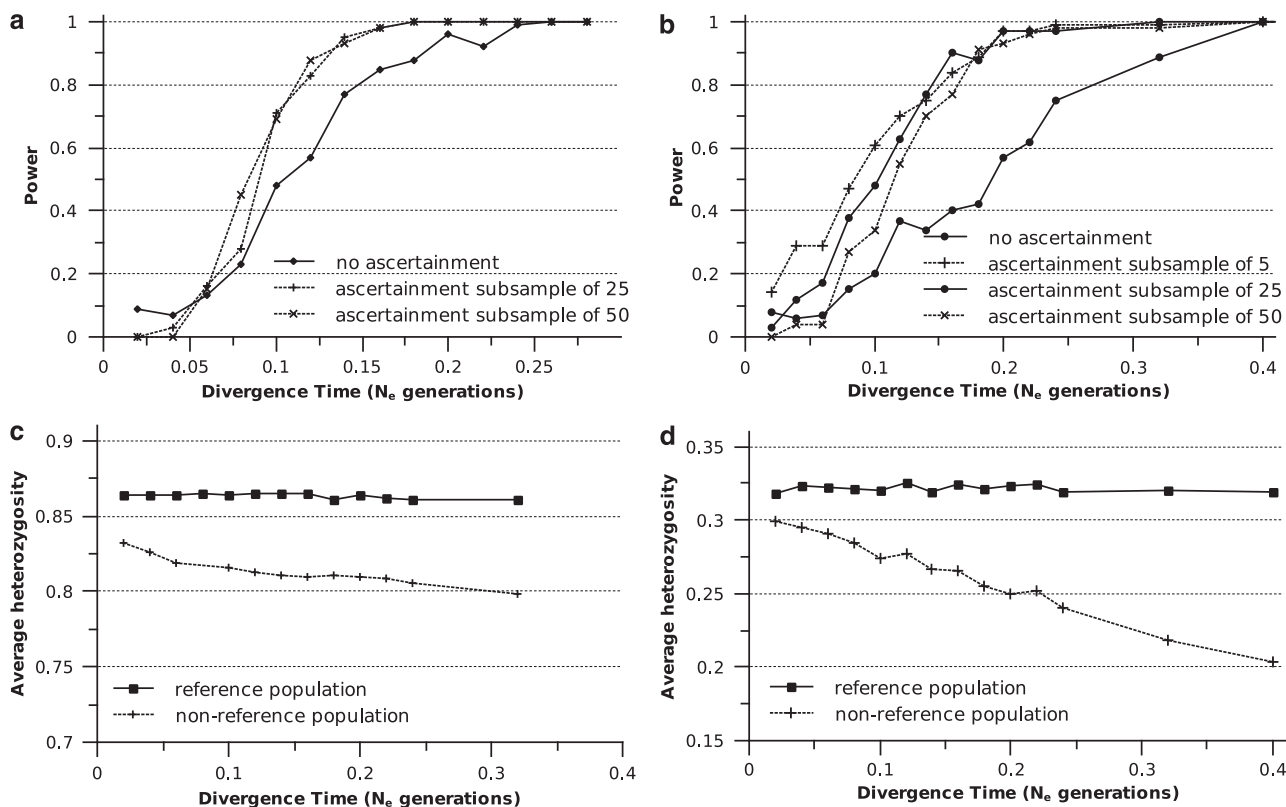 a
1
0.8
0.6
0.4
0.2
0
Power
no ascertainment
ascertainment subsample of 25
ascertainment subsample of 50
0
0.05
0.1
0.15
0.2
0.25
Divergence Time (Ne generations)
b
1
0.8
0.6
0.4
0.2
0
Power
no ascertainment
ascertainment subsample of 5
ascertainment subsample of 25
ascertainment subsample of 50
0
0.1
0.2
0.3
0.4
Divergence Time (Ne generations)
c
0.9
0.85
0.8
0.75
0.7
Average heterozygosity
reference population
non-reference population
0
0.1
0.2
0.3
0.4
Divergence Time (Ne generations)
d
0.35
0.3
0.25
0.2
0.15
Average heterozygosity
reference population
non-reference population
0
0.1
0.2
0.3
0.4
Divergence Time (Ne generations)